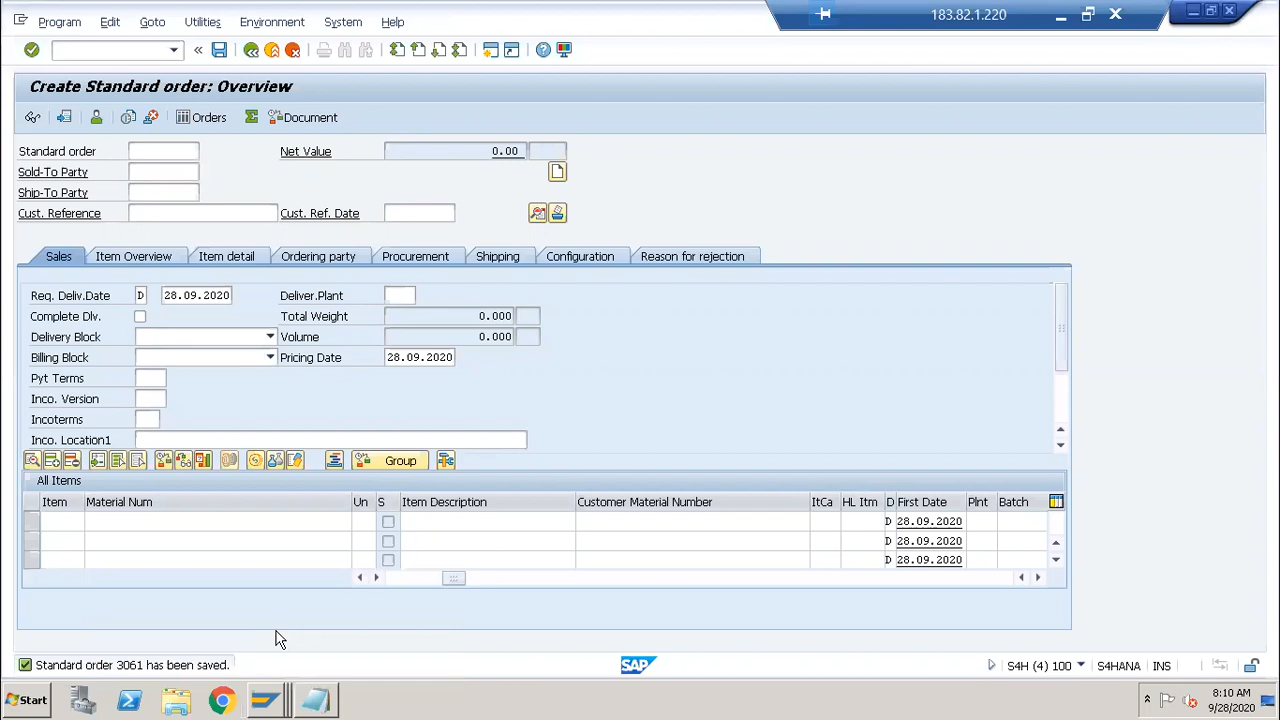 Program Edit Goto Utilities Environment System Help
183.82.1.220
Create Standard order: Overview
Orders Document
Standard order Net Value 0.00
Sold-To Party
Ship-To Party
Cust. Reference Cust. Ref. Date
Sales Item Overview Item detail Ordering party Procurement Shipping Configuration Reason for rejection
Req. Deliv.Date D 28.09.2020 Deliver.Plant
Complete Dlv. Total Weight 0.000
Delivery Block Volume 0.000
Billing Block Pricing Date 28.09.2020
Pyt Terms
Inco. Version
Incoterms
Inco. Location1
Group
All Items
Item Material Num Un S Item Description Customer Material Number ItCa HL Itm D First Date Plnt Batch
D 28.09.2020
D 28.09.2020
D 28.09.2020
Standard order 3061 has been saved. SAP S4H (4) 100 S4HANA INS
Start 8:10 AM
9/28/2020